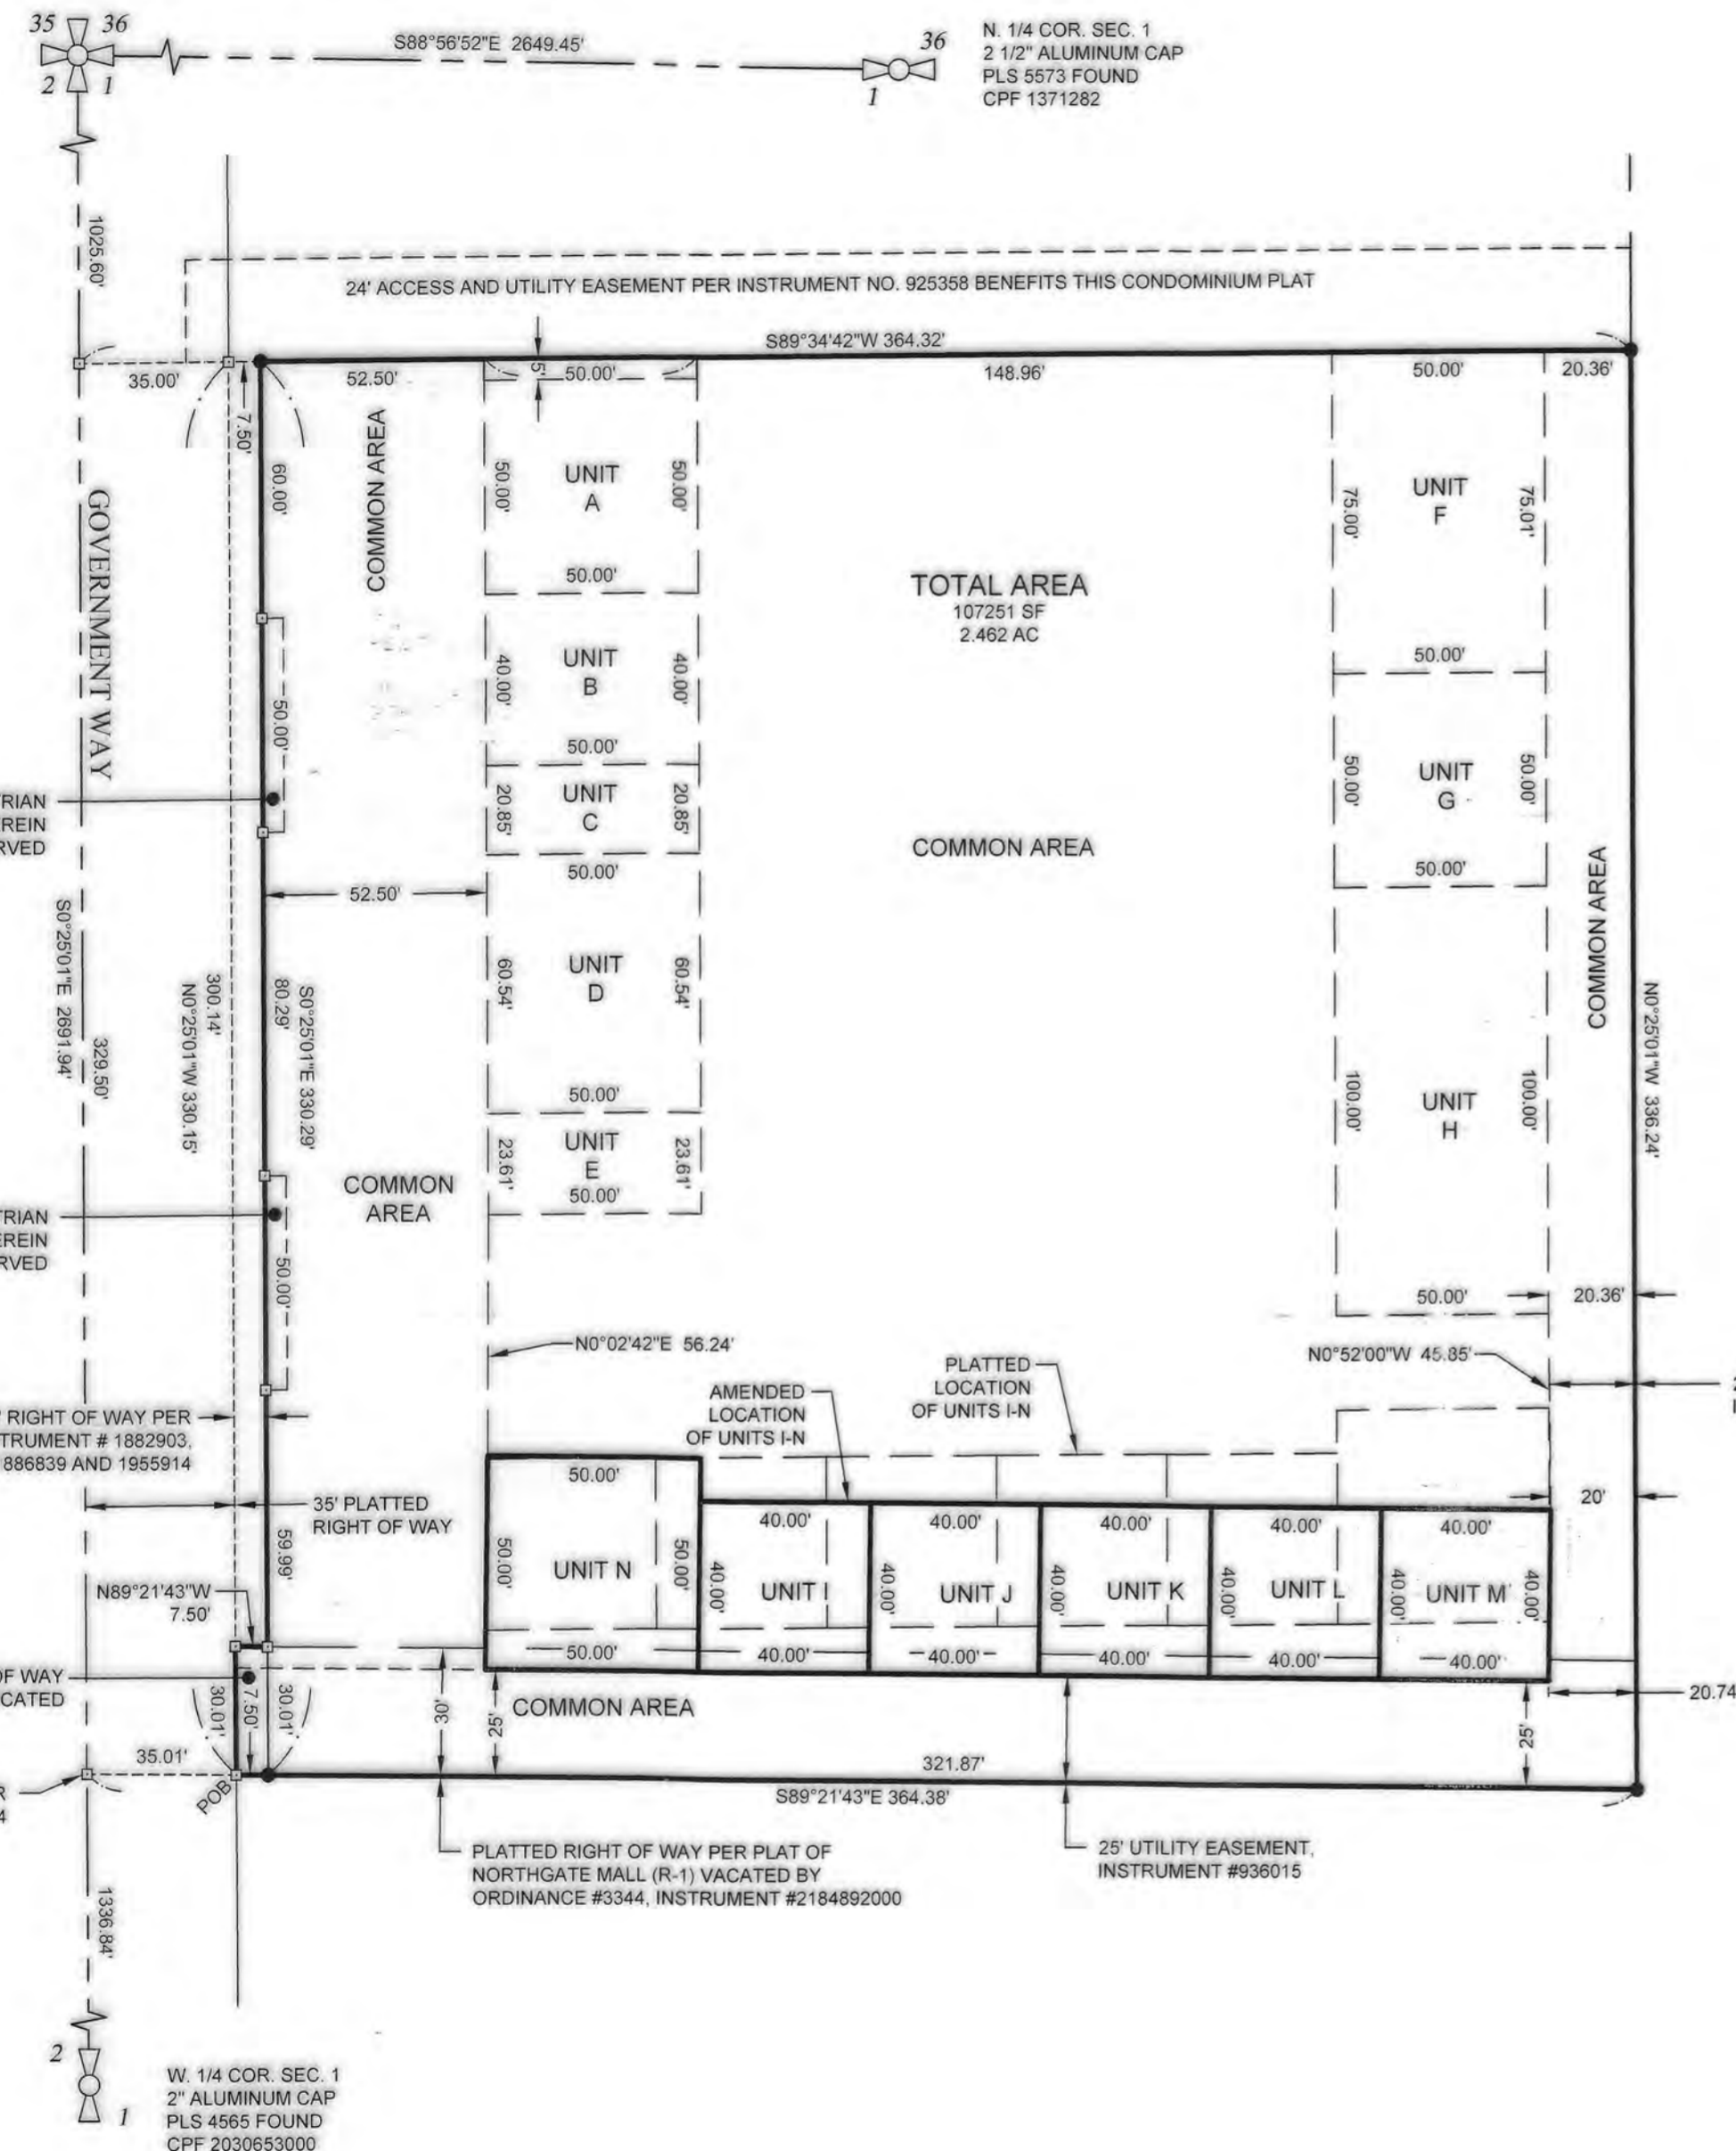 35 36
2 1
S88°56'52"E 2649.45'
36
1
N. 1/4 COR. SEC. 1
2 1/2" ALUMINUM CAP
PLS 5573 FOUND
CPF 1371282
1025.60'
24' ACCESS AND UTILITY EASEMENT PER INSTRUMENT NO. 925358 BENEFITS THIS CONDOMINIUM PLAT
S89°34'42"W 364.32'
35.00'
52.50'
5'
50.00'
148.96'
50.00'
20.36'
7.50'
60.00'
COMMON AREA
50.00'
UNIT
A
50.00'
50.00'
75.00'
UNIT
F
75.01'
50.00'
GOVERNMENT WAY
TOTAL AREA
107251 SF
2.462 AC
40.00'
UNIT
B
40.00'
50.00'
50.00'
20.85'
UNIT
C
20.85'
50.00'
50.00'
UNIT
G
50.00'
50.00'
TRIAN
EREIN
RVED
COMMON AREA
COMMON AREA
52.50'
S0°25'01"E 2691.94'
329.50'
300.14'
N0°25'01"W 330.15'
80.29'
S0°25'01"E 330.29'
60.54'
UNIT
D
60.54'
50.00'
N0°25'01"W 336.24'
100.00'
UNIT
H
100.00'
50.00'
20.36'
23.61'
UNIT
E
23.61'
50.00'
COMMON
AREA
TRIAN
EREIN
RVED
50.00'
N0°02'42"E 56.24'
N0°52'00"W 45.85'
PLATTED
LOCATION
OF UNITS I-N
AMENDED
LOCATION
OF UNITS I-N
' RIGHT OF WAY PER
TRUMENT # 1882903,
886839 AND 1955914
35' PLATTED
RIGHT OF WAY
20'
59.99'
N89°21'43"W
7.50'
50.00'
50.00'
UNIT N
50.00'
50.00'
40.00'
40.00'
UNIT I
40.00'
40.00'
40.00'
UNIT J
40.00'
40.00'
40.00'
UNIT K
40.00'
40.00'
40.00'
UNIT L
40.00'
40.00'
40.00'
UNIT M
40.00'
40.00'
OF WAY
CATED
30.01'
7.50'
30.01'
30'
25'
COMMON AREA
25'
20.74
35.01'
POB
R
4
321.87'
S89°21'43"E 364.38'
PLATTED RIGHT OF WAY PER PLAT OF
NORTHGATE MALL (R-1) VACATED BY
ORDINANCE #3344, INSTRUMENT #2184892000
25' UTILITY EASEMENT,
INSTRUMENT #936015
1336.84'
2
1
W. 1/4 COR. SEC. 1
2" ALUMINUM CAP
PLS 4565 FOUND
CPF 2030653000